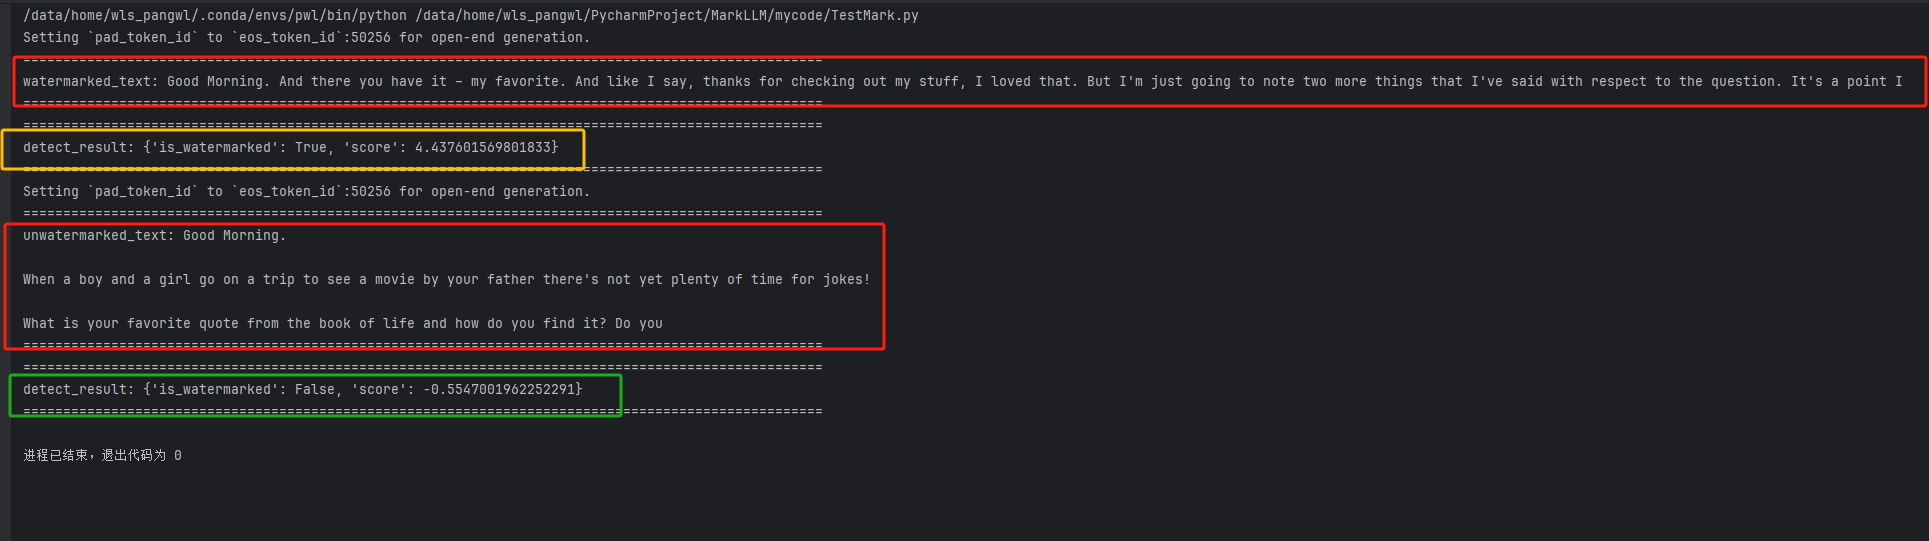 /data/home/wls_pangwl/.conda/envs/pwl/bin/python /data/home/wls_pangwl/PycharmProject/MarkLLM/mycode/TestMark.py
Setting `pad_token_id` to `eos_token_id`:50256 for open-end generation.
====================================================================================================
watermarked_text: Good Morning. And there you have it – my favorite. And like I say, thanks for checking out my stuff, I loved that. But I'm just going to note two more things that I've said with respect to the question. It's a point I
====================================================================================================
====================================================================================================
detect_result: {'is_watermarked': True, 'score': 4.437601569801833}
====================================================================================================
Setting `pad_token_id` to `eos_token_id`:50256 for open-end generation.
====================================================================================================
unwatermarked_text: Good Morning.
When a boy and a girl go on a trip to see a movie by your father there's not yet plenty of time for jokes!
What is your favorite quote from the book of life and how do you find it? Do you
====================================================================================================
====================================================================================================
detect_result: {'is_watermarked': False, 'score': -0.5547001962252291}
====================================================================================================
进程已结束，退出代码为 0